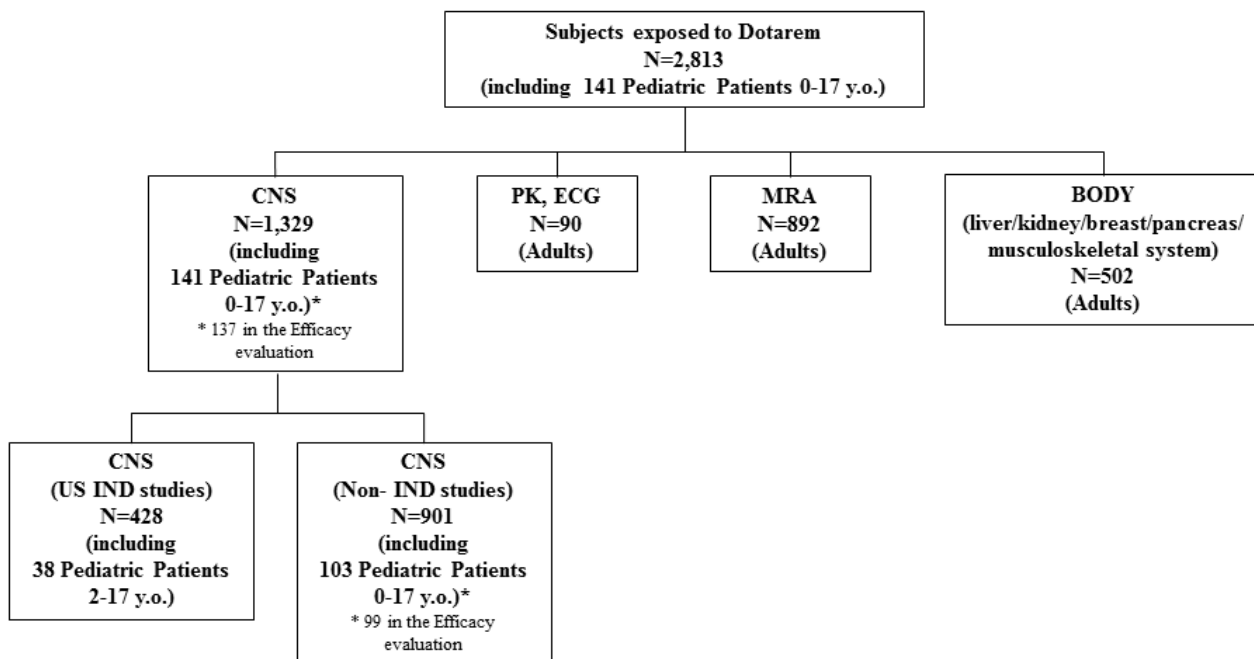 Subjects exposed to Dotarem
N=2,813
(including 141 Pediatric Patients 0-17 y.o.)
CNS
N=1,329
(including
141 Pediatric Patients
0-17 y.o.)*
* 137 in the Efficacy
evaluation
PK, ECG
N=90
(Adults)
MRA
N=892
(Adults)
BODY
(liver/kidney/breast/pancreas/
musculoskeletal system)
N=502
(Adults)
CNS
(US IND studies)
N=428
(including
38 Pediatric Patients
2-17 y.o.)
CNS
(Non- IND studies)
N=901
(including
103 Pediatric Patients
0-17 y.o.)*
* 99 in the Efficacy
evaluation